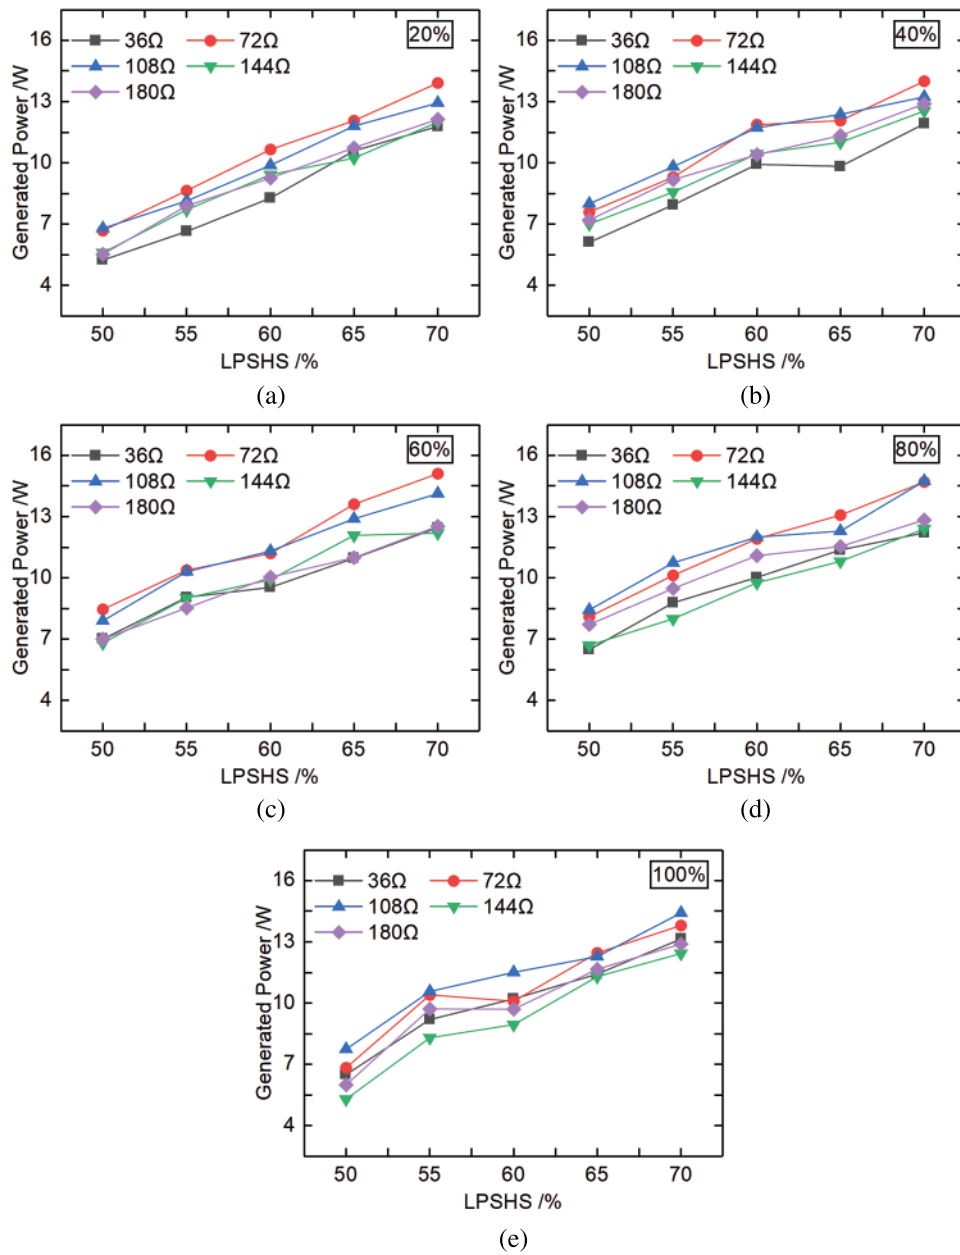 36Ω 72Ω 20%
108Ω 144Ω
180Ω
Generated Power /W
16
13
10
7
4
50 55 60 65 70
LPSHS /%
(a)
36Ω 72Ω 40%
108Ω 144Ω
180Ω
Generated Power /W
16
13
10
7
4
50 55 60 65 70
LPSHS /%
(b)
36Ω 72Ω 60%
108Ω 144Ω
180Ω
Generated Power /W
16
13
10
7
4
50 55 60 65 70
LPSHS /%
(c)
36Ω 72Ω 80%
108Ω 144Ω
180Ω
Generated Power /W
16
13
10
7
4
50 55 60 65 70
LPSHS /%
(d)
36Ω 72Ω 100%
108Ω 144Ω
180Ω
Generated Power /W
16
13
10
7
4
50 55 60 65 70
LPSHS /%
(e)